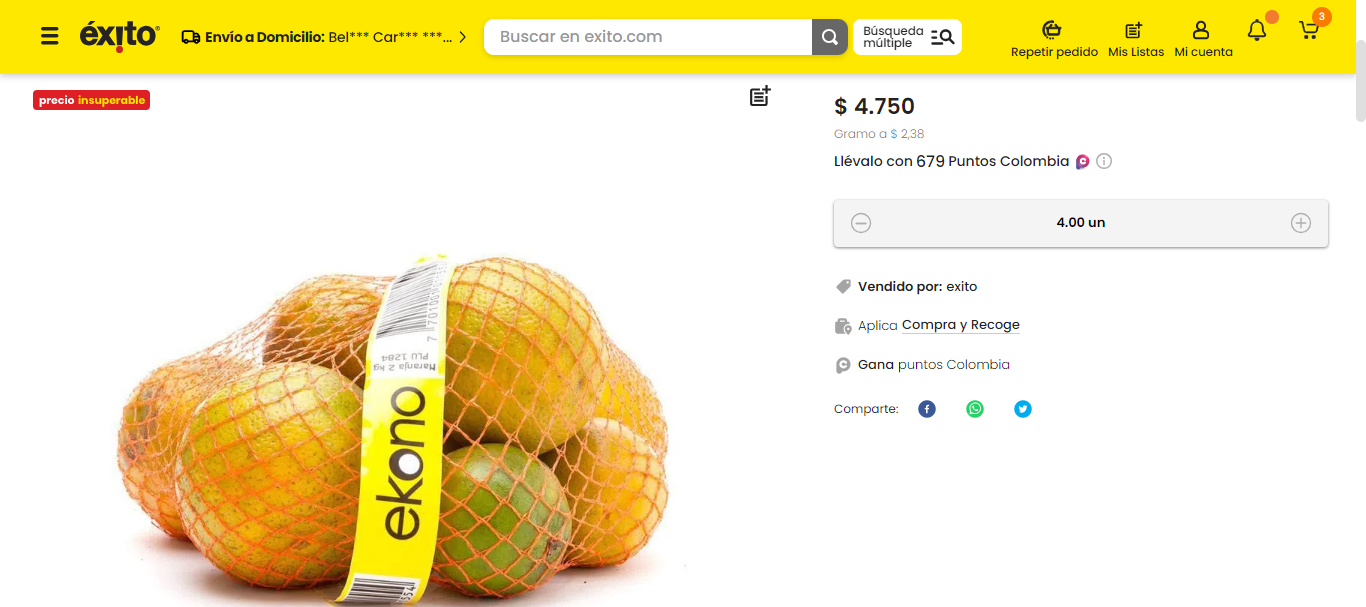 éxito
Envío a Domicilio: Bel*** Car*** ***...
Buscar en exito.com
Búsqueda
múltiple
Repetir pedido
Mis Listas
Mi cuenta
3
precio insuperable
$ 4.750
Gramo a $ 2,38
Llévalo con 679 Puntos Colombia
4.00 un
Vendido por: exito
Aplica Compra y Recoge
Gana puntos Colombia
Comparte:
Naranja 2 kg
PLU 1284
ekono